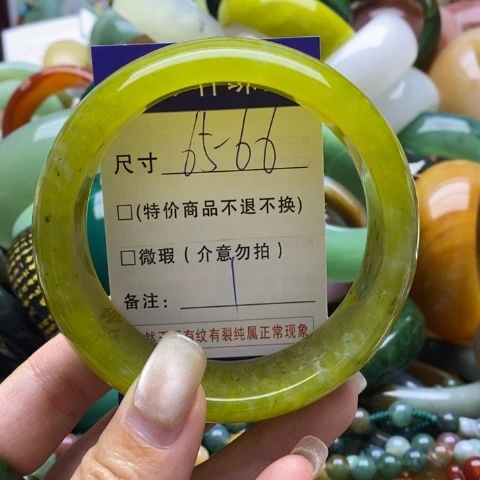 尺寸 65-66
□(特价商品不退不换)
□微瑕(介意勿拍)
备注:
有纹有裂纯属正常现象